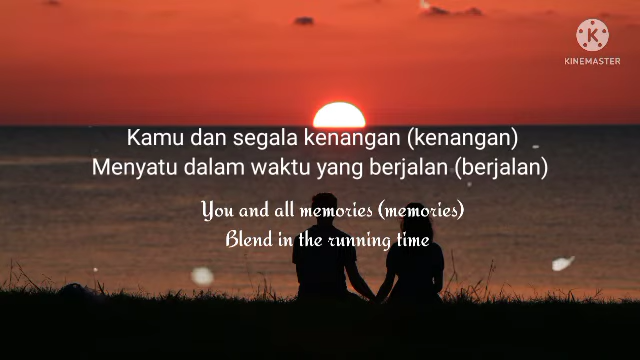 KINEMASTER
Kamu dan segala kenangan (kenangan)
Menyatu dalam waktu yang berjalan (berjalan)
You and all memories (memories)
Blend in the running time